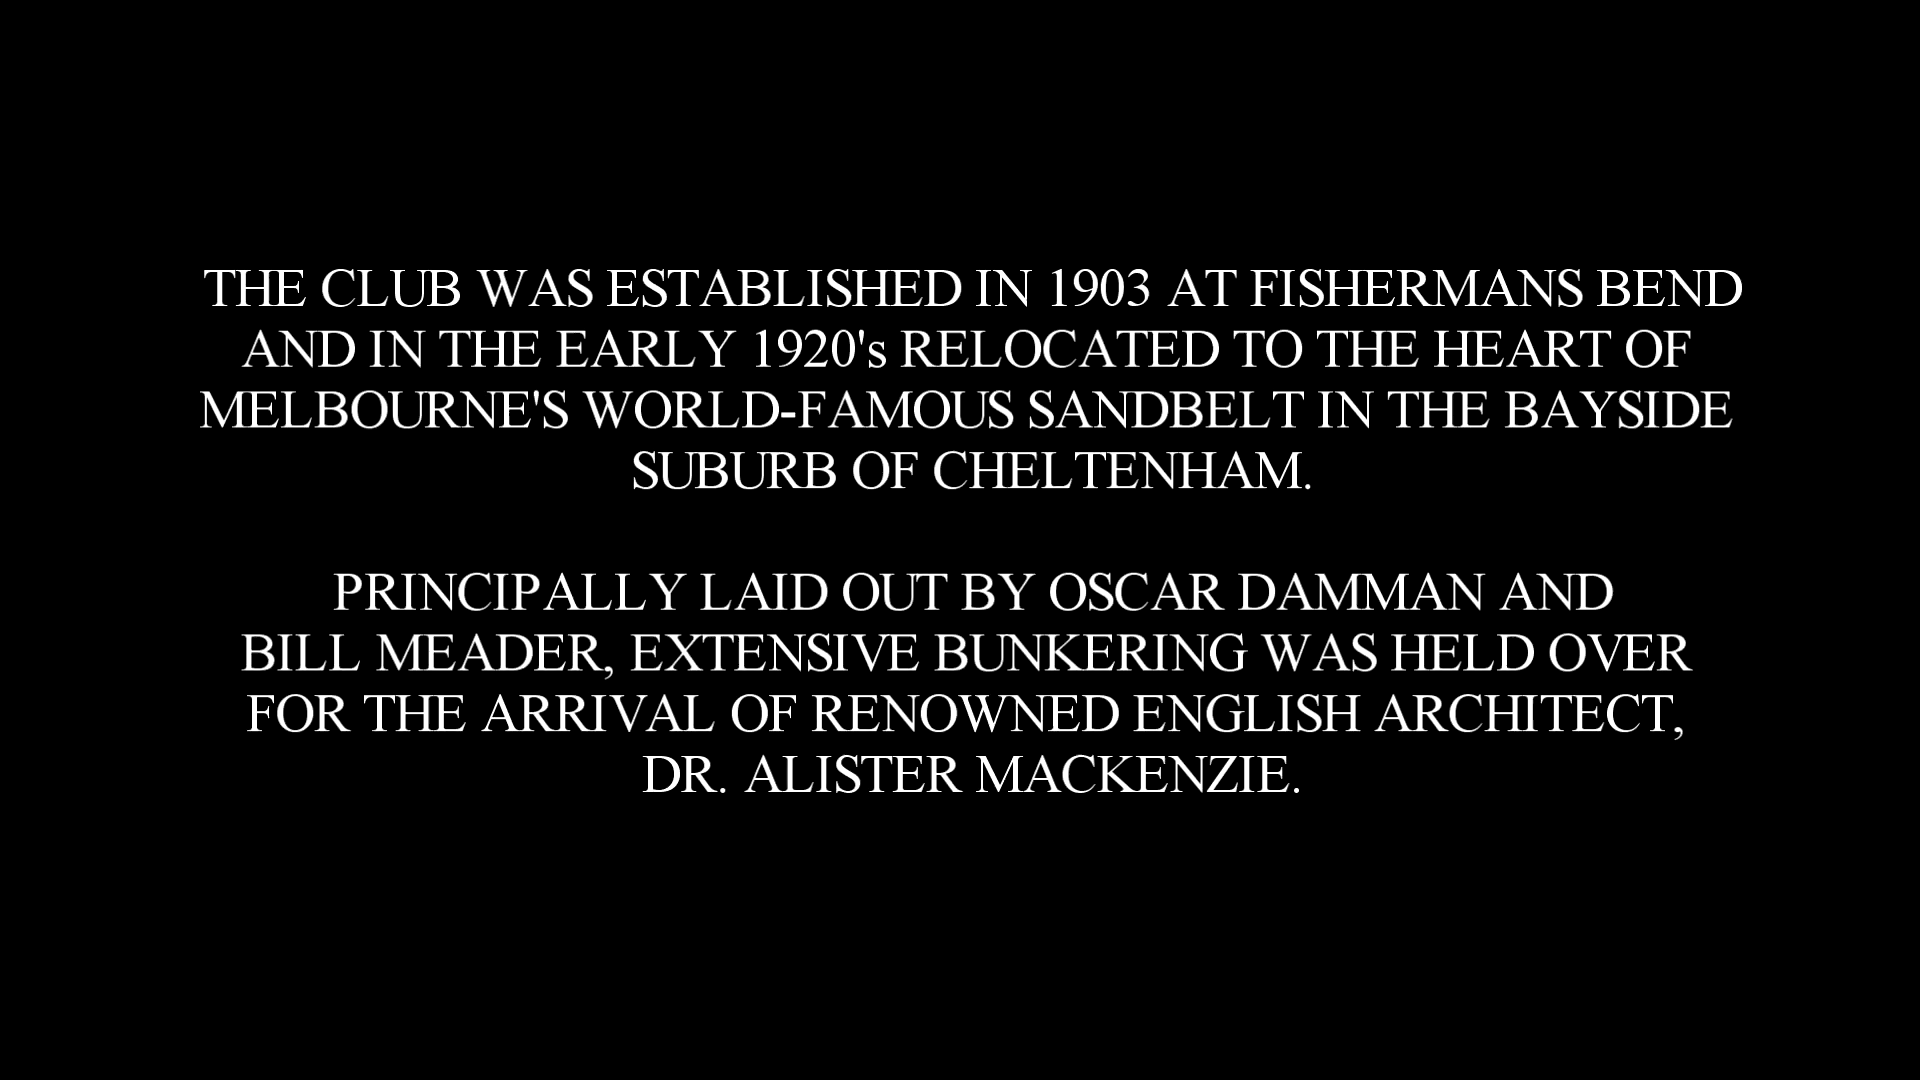 THE CLUB WAS ESTABLISHED IN 1903 AT FISHERMANS BEND
AND IN THE EARLY 1920's RELOCATED TO THE HEART OF
MELBOURNE'S WORLD-FAMOUS SANDBELT IN THE BAYSIDE
SUBURB OF CHELTENHAM.
PRINCIPALLY LAID OUT BY OSCAR DAMMAN AND
BILL MEADER, EXTENSIVE BUNKERING WAS HELD OVER
FOR THE ARRIVAL OF RENOWNED ENGLISH ARCHITECT,
DR. ALISTER MACKENZIE.